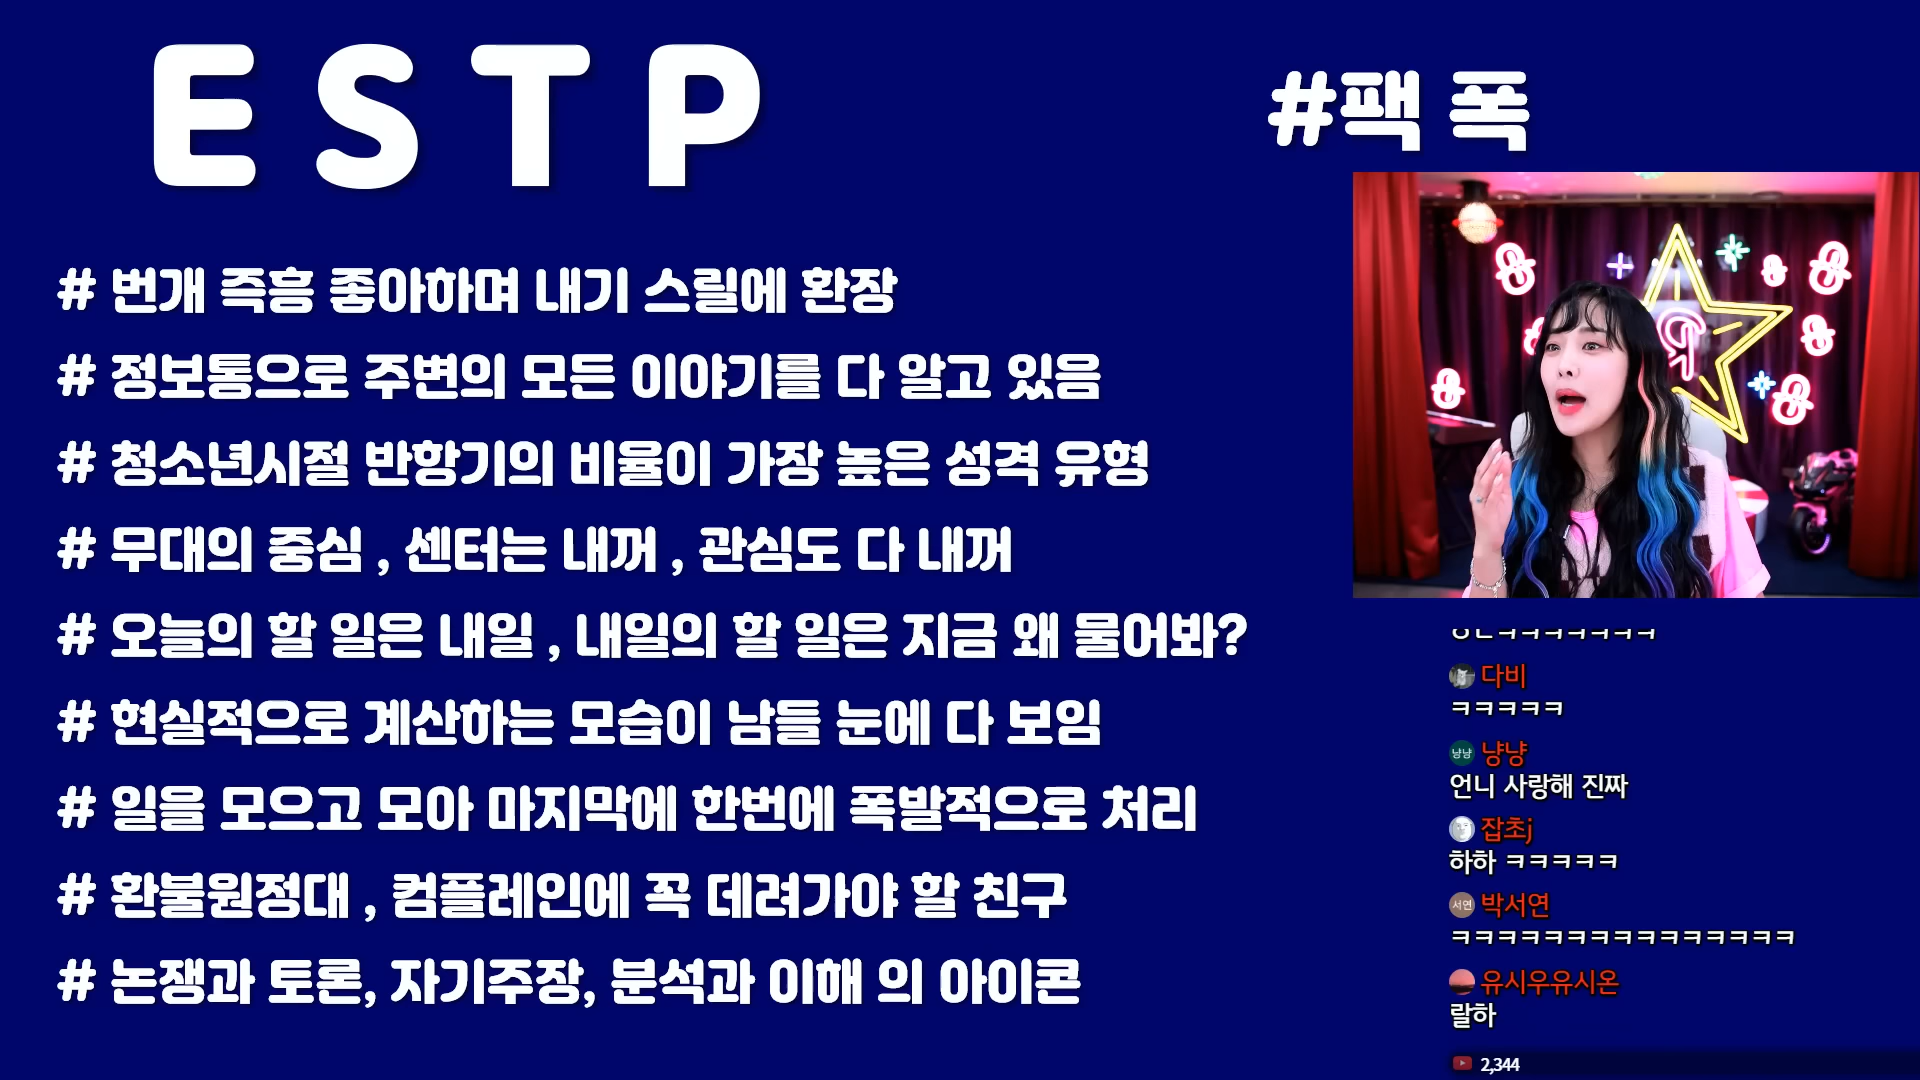 ESTP
#팩 폭
# 번개 즉흥 좋아하며 내기 스릴에 환장
# 정보통으로 주변의 모든 이야기를 다 알고 있음
# 청소년시절 반항기의 비율이 가장 높은 성격 유형
# 무대의 중심 , 센터는 내꺼 , 관심도 다 내꺼
# 오늘의 할 일은 내일 , 내일의 할 일은 지금 왜 물어봐?
# 현실적으로 계산하는 모습이 남들 눈에 다 보임
# 일을 모으고 모아 마지막에 한번에 폭발적으로 처리
# 환불원정대 , 컴플레인에 꼭 데려가야 할 친구
# 논쟁과 토론, 자기주장, 분석과 이해 의 아이콘
다비
ㅋㅋㅋㅋㅋ
냥냥 냥냥
언니 사랑해 진짜
잡초j
하하 ㅋㅋㅋㅋㅋ
서연 박서연
ㅋㅋㅋㅋㅋㅋㅋㅋㅋㅋㅋㅋㅋㅋㅋ
유시우유시온
랄하
2,344